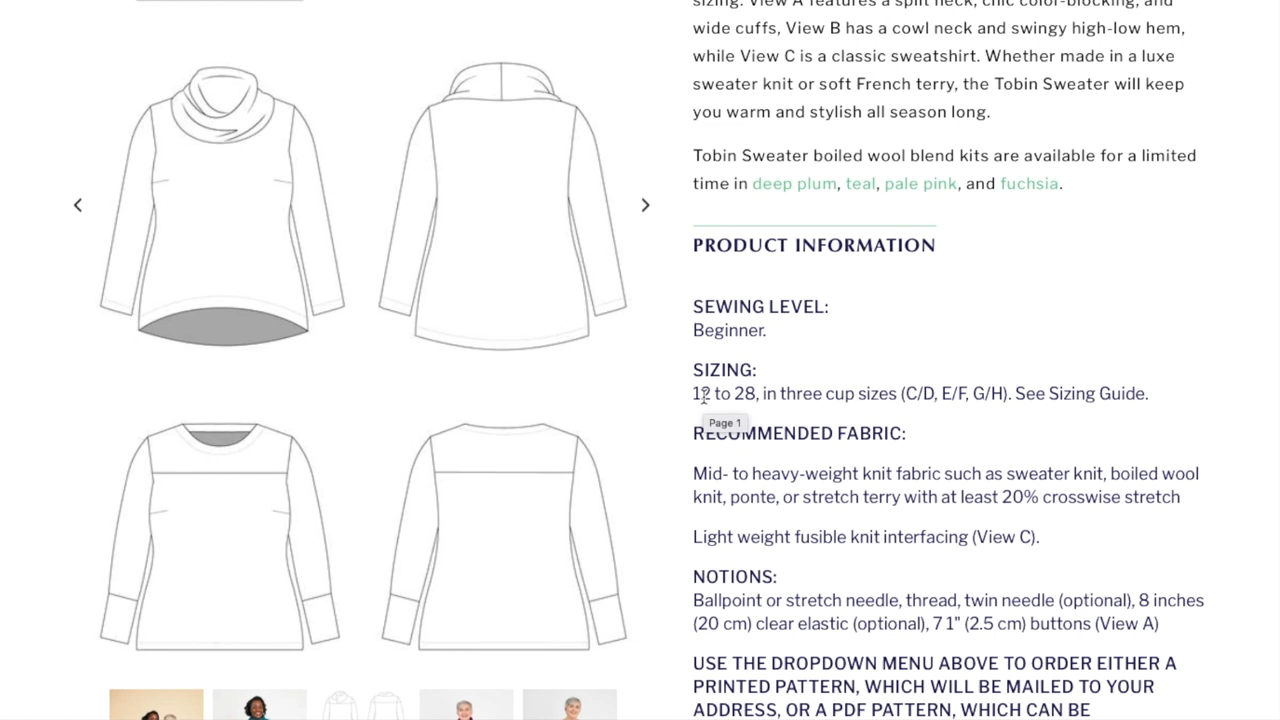 sizing. View A features a split neck, chic color-blocking, and
wide cuffs, View B has a cowl neck and swingy high-low hem,
while View C is a classic sweatshirt. Whether made in a luxe
sweater knit or soft French terry, the Tobin Sweater will keep
you warm and stylish all season long.
Tobin Sweater boiled wool blend kits are available for a limited
time in deep plum, teal, pale pink, and fuchsia.
PRODUCT INFORMATION
SEWING LEVEL:
Beginner.
SIZING:
12 to 28, in three cup sizes (C/D, E/F, G/H). See Sizing Guide.
Page 1
RECOMMENDED FABRIC:
Mid- to heavy-weight knit fabric such as sweater knit, boiled wool
knit, ponte, or stretch terry with at least 20% crosswise stretch
Light weight fusible knit interfacing (View C).
NOTIONS:
Ballpoint or stretch needle, thread, twin needle (optional), 8 inches
(20 cm) clear elastic (optional), 7 1" (2.5 cm) buttons (View A)
USE THE DROPDOWN MENU ABOVE TO ORDER EITHER A
PRINTED PATTERN, WHICH WILL BE MAILED TO YOUR
ADDRESS, OR A PDF PATTERN, WHICH CAN BE